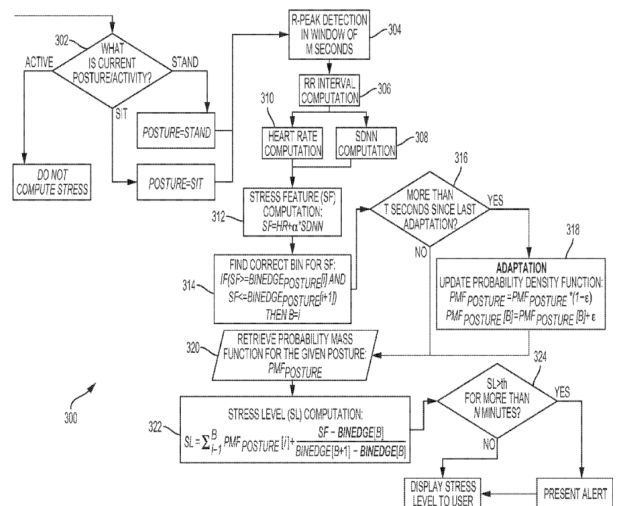 302
WHAT
IS CURRENT
POSTURE/ACTIVITY?
ACTIVE
STAND
SIT
POSTURE=STAND
DO NOT
COMPUTE STRESS
POSTURE=SIT
R-PEAK DETECTION
IN WINDOW OF
M SECONDS
304
RR INTERVAL
COMPUTATION
306
310
HEART RATE
COMPUTATION
SDNN
COMPUTATION
308
312
STRESS FEATURE (SF)
COMPUTATION:
SF=HR+α*SDNN
314
FIND CORRECT BIN FOR SF:
IF(SF>=BINEDGEPOSTURE[i] AND
SF<=BINEDGEPOSTURE[i+1])
THEN B=i
316
MORE THAN
T SECONDS SINCE LAST
ADAPTATION?
YES
NO
318
ADAPTATION
UPDATE PROBABILITY DENSITY FUNCTION:
PMFPOSTURE=PMFPOSTURE*(1-ε)
PMFPOSTURE[B]=PMFPOSTURE[B]+ε
320
RETRIEVE PROBABILITY MASS
FUNCTION FOR THE GIVEN POSTURE:
PMFPOSTURE
300
322
STRESS LEVEL (SL) COMPUTATION:
SL=∑ B i-1 PMFPOSTURE[i]+ SF – BINEDGE[B] / BINEDGE[B+1] – BINEDGE[B]
324
SL>th
FOR MORE THAN
N MINUTES?
YES
NO
DISPLAY STRESS
LEVEL TO USER
PRESENT ALERT